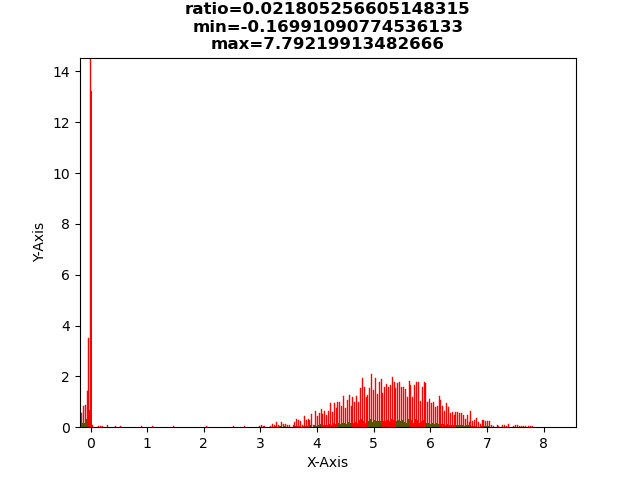 ratio=0.021805256605148315
min=-0.16991090774536133
max=7.79219913482666
14
12
10
8
6
4
2
0
Y-Axis
0 1 2 3 4 5 6 7 8
X-Axis